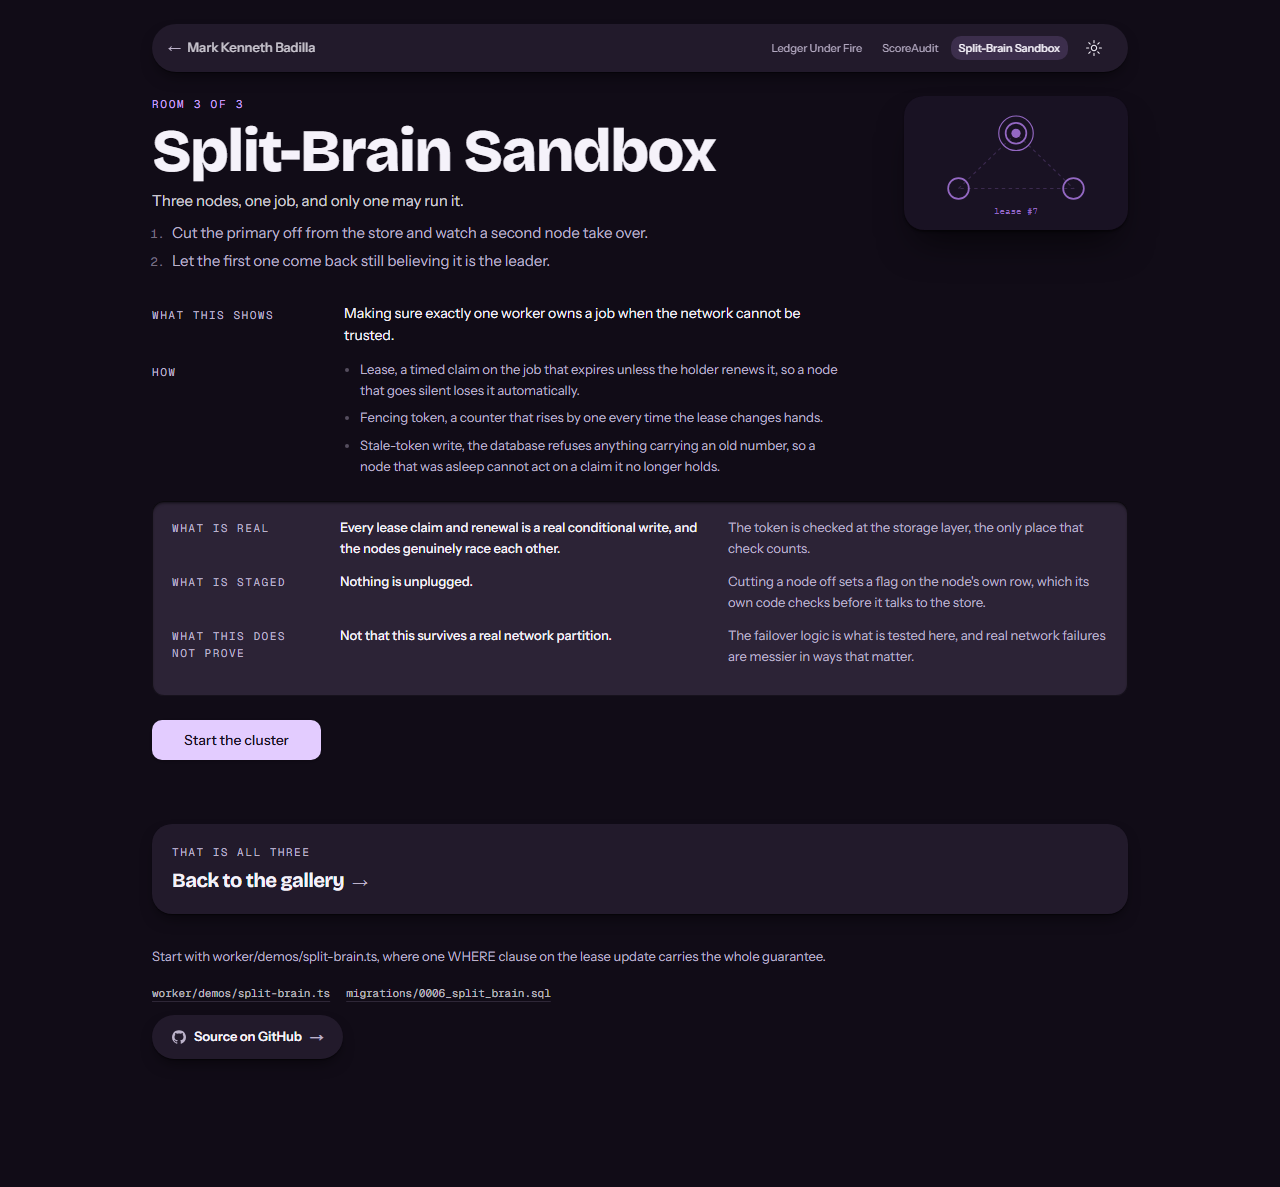 ← Mark Kenneth Badilla
Ledger Under Fire
ScoreAudit
Split-Brain Sandbox
ROOM 3 OF 3
Split-Brain Sandbox
Three nodes, one job, and only one may run it.
1. Cut the primary off from the store and watch a second node take over.
2. Let the first one come back still believing it is the leader.
lease #7
WHAT THIS SHOWS
Making sure exactly one worker owns a job when the network cannot be
trusted.
HOW
• Lease, a timed claim on the job that expires unless the holder renews it, so a node
that goes silent loses it automatically.
• Fencing token, a counter that rises by one every time the lease changes hands.
• Stale-token write, the database refuses anything carrying an old number, so a
node that was asleep cannot act on a claim it no longer holds.
WHAT IS REAL
Every lease claim and renewal is a real conditional write, and
the nodes genuinely race each other.
The token is checked at the storage layer, the only place that
check counts.
WHAT IS STAGED
Nothing is unplugged.
Cutting a node off sets a flag on the node's own row, which its
own code checks before it talks to the store.
WHAT THIS DOES
NOT PROVE
Not that this survives a real network partition.
The failover logic is what is tested here, and real network failures
are messier in ways that matter.
Start the cluster
THAT IS ALL THREE
Back to the gallery →
Start with worker/demos/split-brain.ts, where one WHERE clause on the lease update carries the whole guarantee.
worker/demos/split-brain.ts
migrations/0006_split_brain.sql
Source on GitHub →